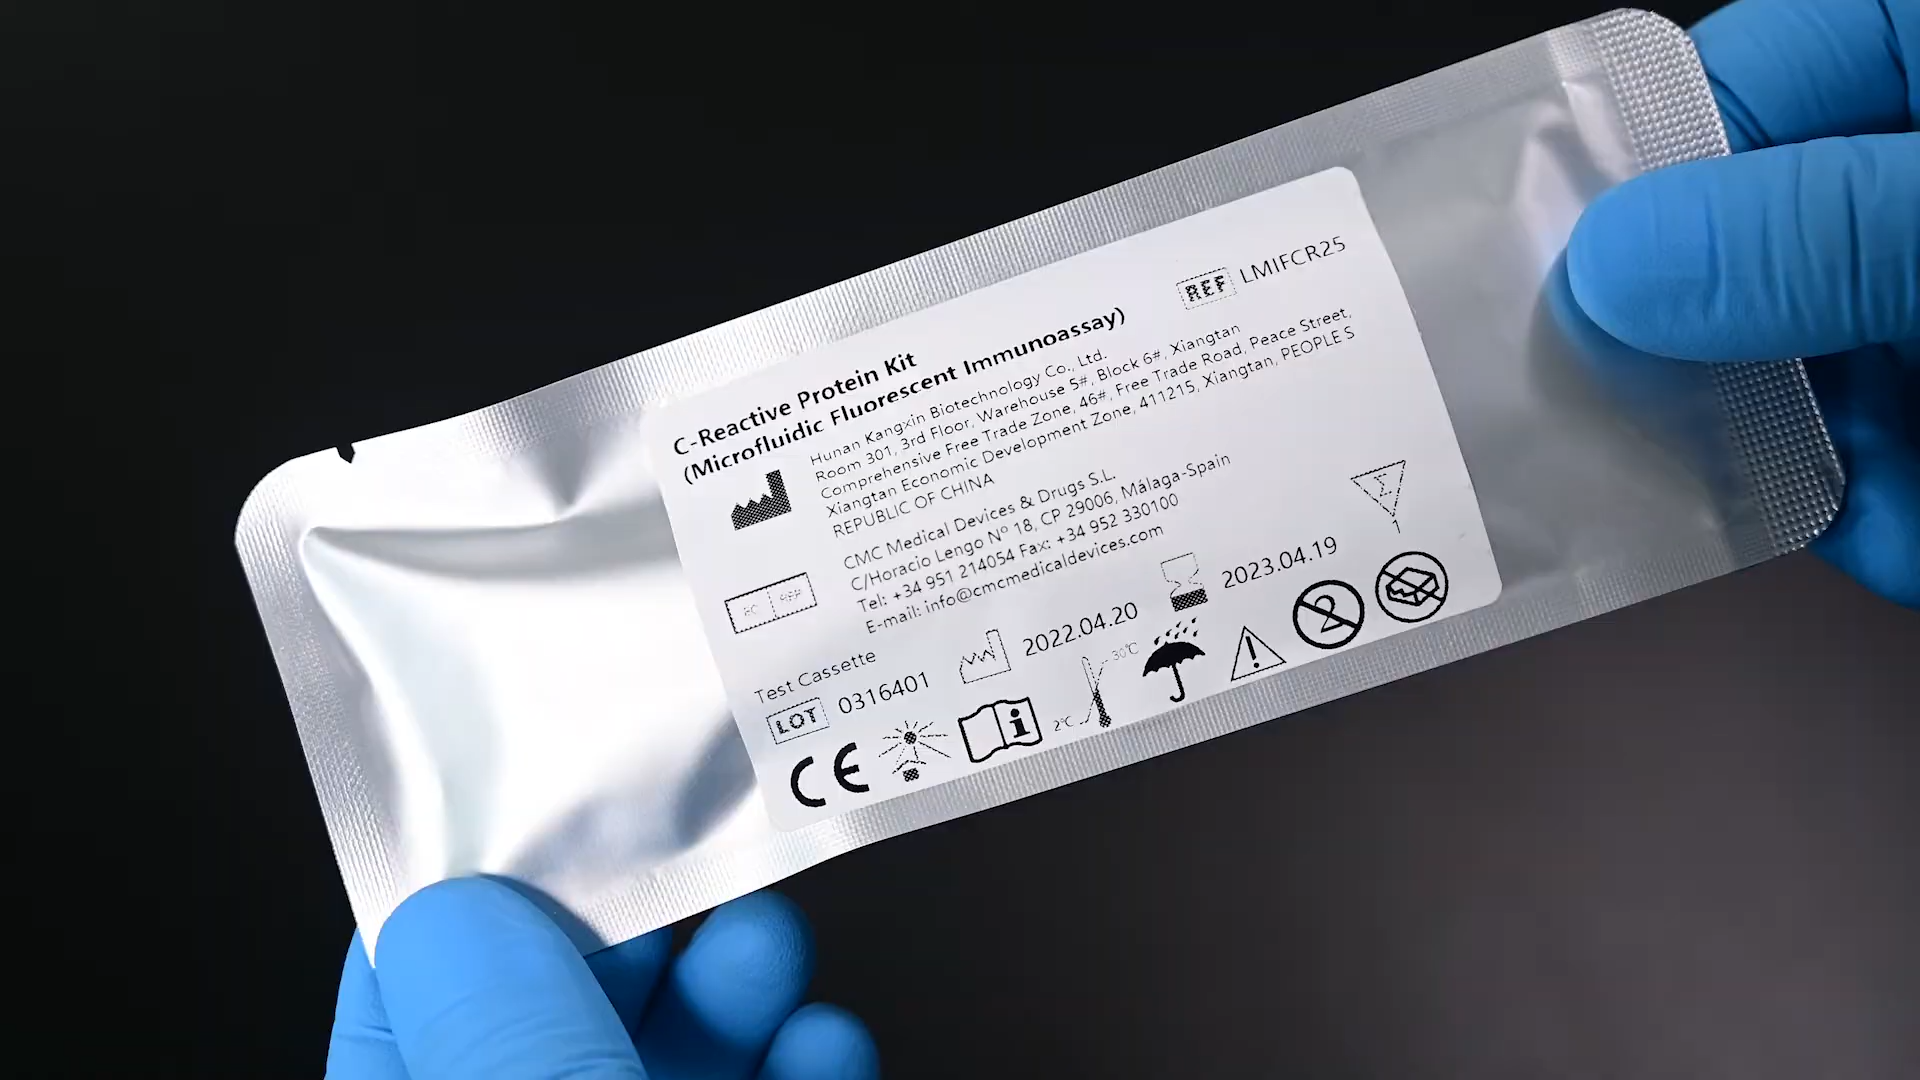 C-Reactive Protein Kit
(Microfluidic Fluorescent Immunoassay)
REF LMIFCR25
Hunan Kangxin Biotechnology Co., Ltd.
Room 301, 3rd Floor, Warehouse 5#, Block 6#, Xiangtan
Comprehensive Free Trade Zone, 46#, Free Trade Road, Peace Street,
Xiangtan Economic Development Zone, 411215, Xiangtan, PEOPLE S
REPUBLIC OF CHINA
EC REP
CMC Medical Devices & Drugs S.L.
C/Horacio Lengo Nº 18, CP 29006, Málaga-Spain
Tel: +34 951 214054 Fax: +34 952 330100
E-mail: info@cmcmedicaldevices.com
Σ
1
Test Cassette
LOT 0316401
2022.04.20
2023.04.19
CE
i
2℃
30℃
!
2